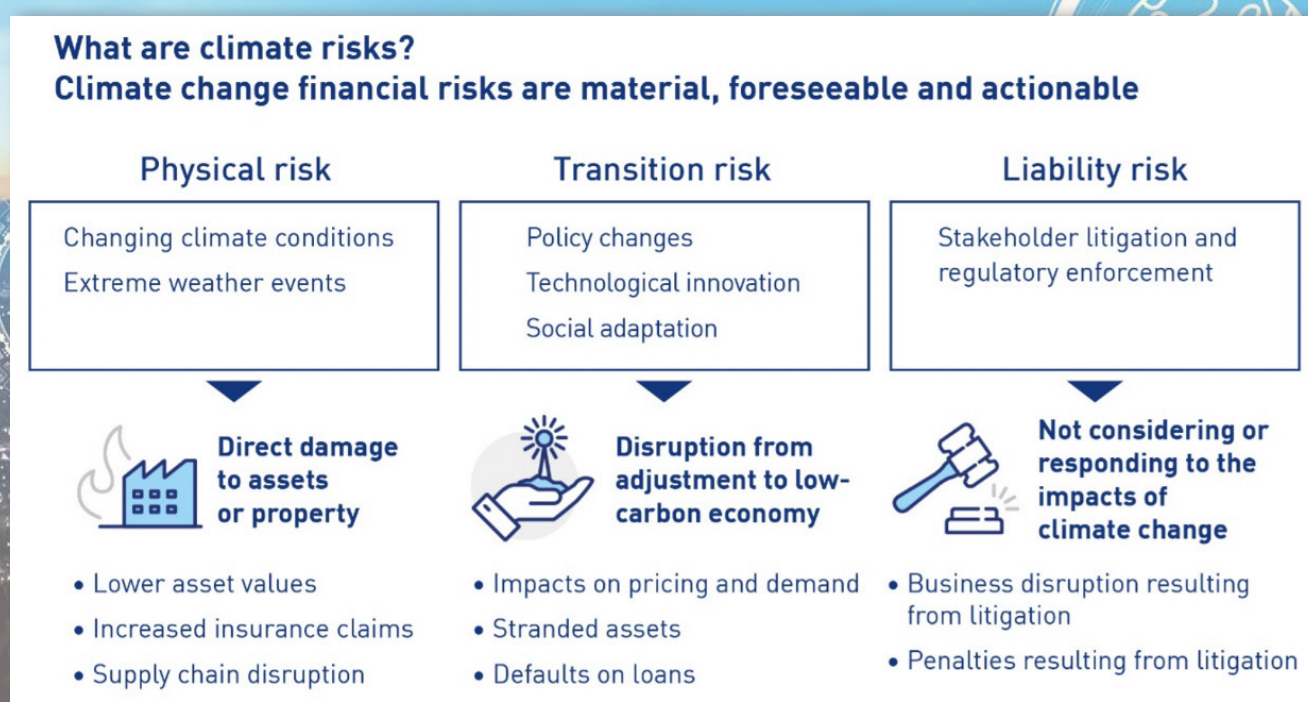 What are climate risks?
Climate change financial risks are material, foreseeable and actionable
Physical risk
Changing climate conditions
Extreme weather events
Direct damage
to assets
or property
• Lower asset values
• Increased insurance claims
• Supply chain disruption
Transition risk
Policy changes
Technological innovation
Social adaptation
Disruption from
adjustment to low-
carbon economy
• Impacts on pricing and demand
• Stranded assets
• Defaults on loans
Liability risk
Stakeholder litigation and
regulatory enforcement
Not considering or
responding to the
impacts of
climate change
• Business disruption resulting
from litigation
• Penalties resulting from litigation